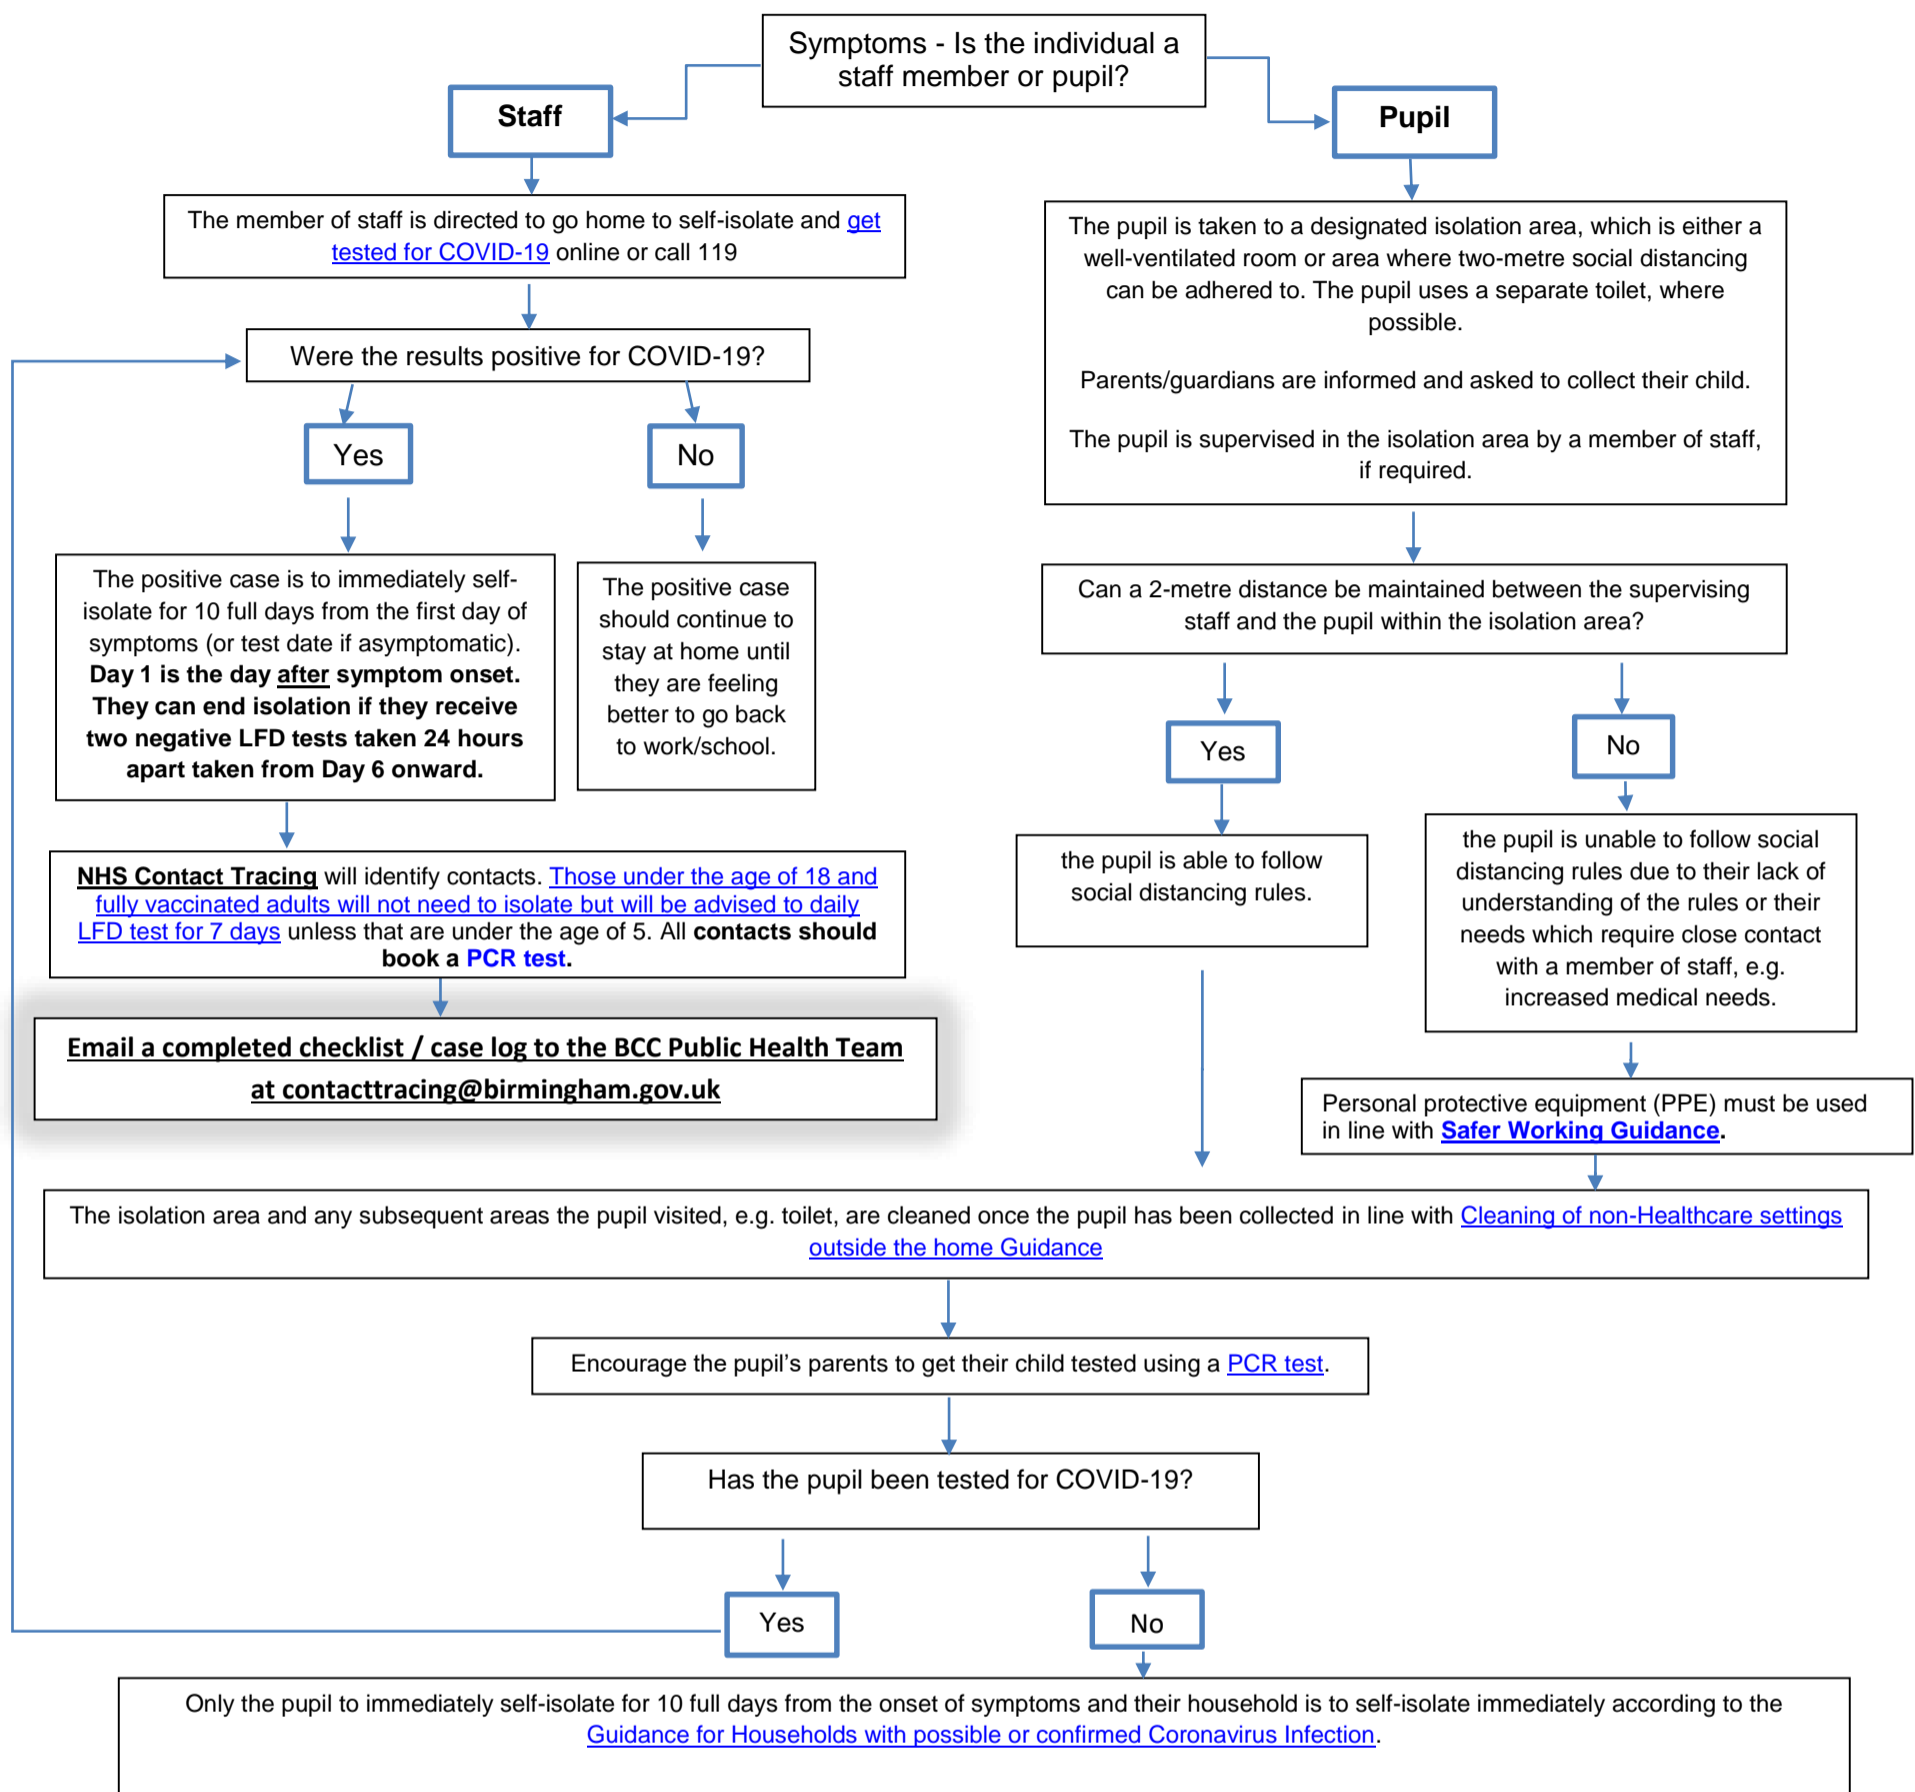 Symptoms - Is the individual a
staff member or pupil?
Staff
Pupil
The member of staff is directed to go home to self-isolate and get
tested for COVID-19 online or call 119
Were the results positive for COVID-19?
Yes
No
The positive case is to immediately self-
isolate for 10 full days from the first day of
symptoms (or test date if asymptomatic).
Day 1 is the day after symptom onset.
They can end isolation if they receive
two negative LFD tests taken 24 hours
apart taken from Day 6 onward.
The positive case
should continue to
stay at home until
they are feeling
better to go back
to work/school.
NHS Contact Tracing will identify contacts. Those under the age of 18 and
fully vaccinated adults will not need to isolate but will be advised to daily
LFD test for 7 days unless that are under the age of 5. All contacts should
book a PCR test.
Email a completed checklist / case log to the BCC Public Health Team
at contacttracing@birmingham.gov.uk
The pupil is taken to a designated isolation area, which is either a
well-ventilated room or area where two-metre social distancing
can be adhered to. The pupil uses a separate toilet, where
possible.
Parents/guardians are informed and asked to collect their child.
The pupil is supervised in the isolation area by a member of staff,
if required.
Can a 2-metre distance be maintained between the supervising
staff and the pupil within the isolation area?
Yes
No
the pupil is able to follow
social distancing rules.
the pupil is unable to follow social
distancing rules due to their lack of
understanding of the rules or their
needs which require close contact
with a member of staff, e.g.
increased medical needs.
Personal protective equipment (PPE) must be used
in line with Safer Working Guidance.
The isolation area and any subsequent areas the pupil visited, e.g. toilet, are cleaned once the pupil has been collected in line with Cleaning of non-Healthcare settings
outside the home Guidance
Encourage the pupil’s parents to get their child tested using a PCR test.
Has the pupil been tested for COVID-19?
Yes
No
Only the pupil to immediately self-isolate for 10 full days from the onset of symptoms and their household is to self-isolate immediately according to the
Guidance for Households with possible or confirmed Coronavirus Infection.